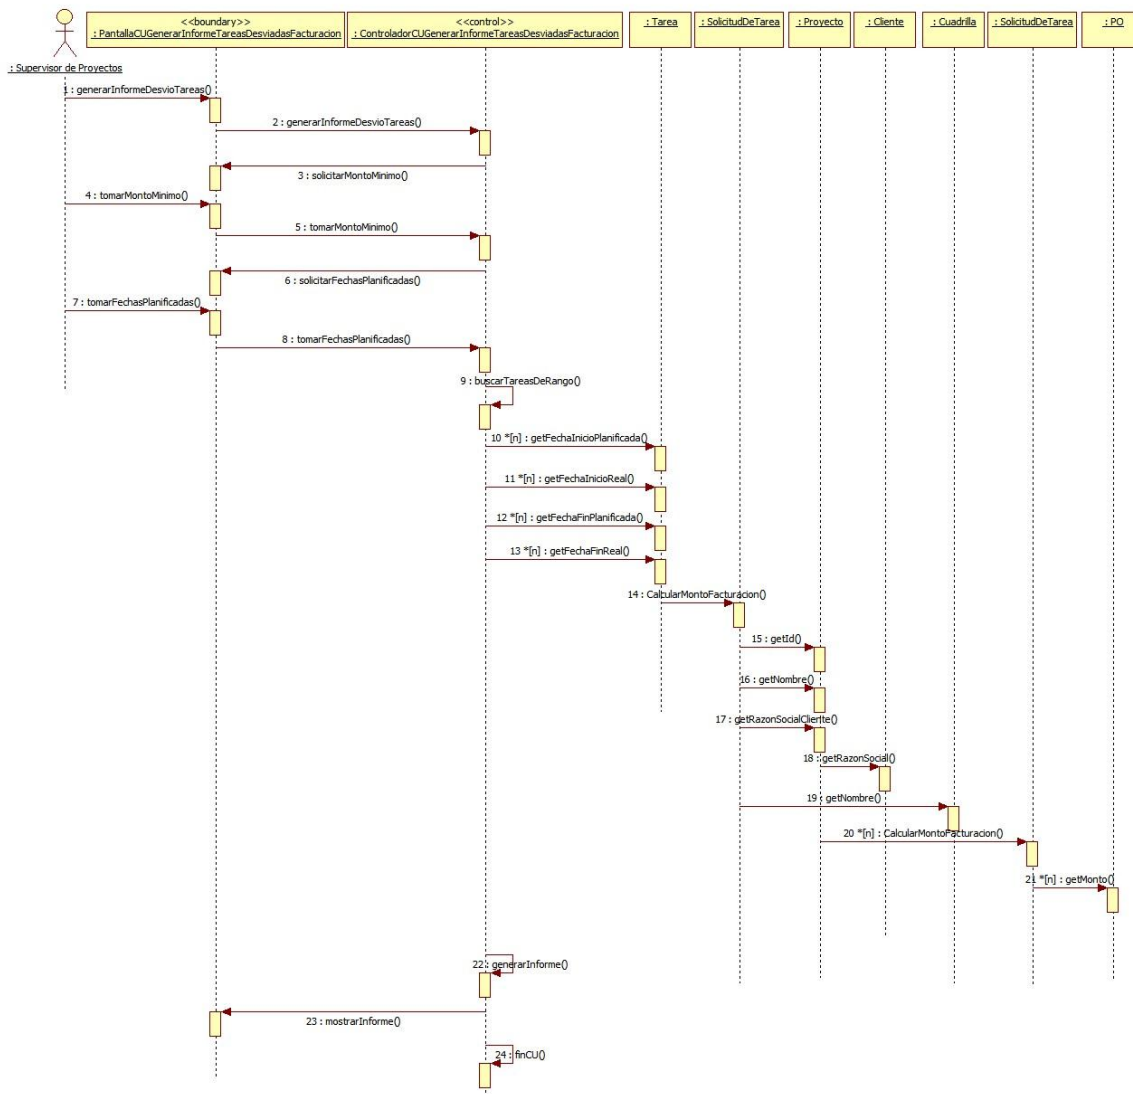 <<boundary>>
: PantallaCUGenerarInformeTareasDesviadasFacturacion
<<control>>
: ControladorCUGenerarInformeTareasDesviadasFacturacion
: Tarea
: SolicitudDeTarea
: Proyecto
: Cliente
: Cuadrilla
: SolicitudDeTarea
: PO
: Supervisor de Proyectos
1 : generarInformeDesvioTareas()
2 : generarInformeDesvioTareas()
3 : solicitarMontoMinimo()
4 : tomarMontoMinimo()
5 : tomarMontoMinimo()
6 : solicitarFechasPlanificadas()
7 : tomarFechasPlanificadas()
8 : tomarFechasPlanificadas()
9 : buscarTareasDeRango()
10 *[n] : getFechaInicioPlanificada()
11 *[n] : getFechaInicioReal()
12 *[n] : getFechaFinPlanificada()
13 *[n] : getFechaFinReal()
14 : CalcularMontoFacturacion()
15 : getId()
16 : getNombre()
17 : getRazonSocialCliente()
18 : getRazonSocial()
19 : getNombre()
20 *[n] : CalcularMontoFacturacion()
21 *[n] : getMonto()
22 : generarInforme()
23 : mostrarInforme()
24 : finCU()